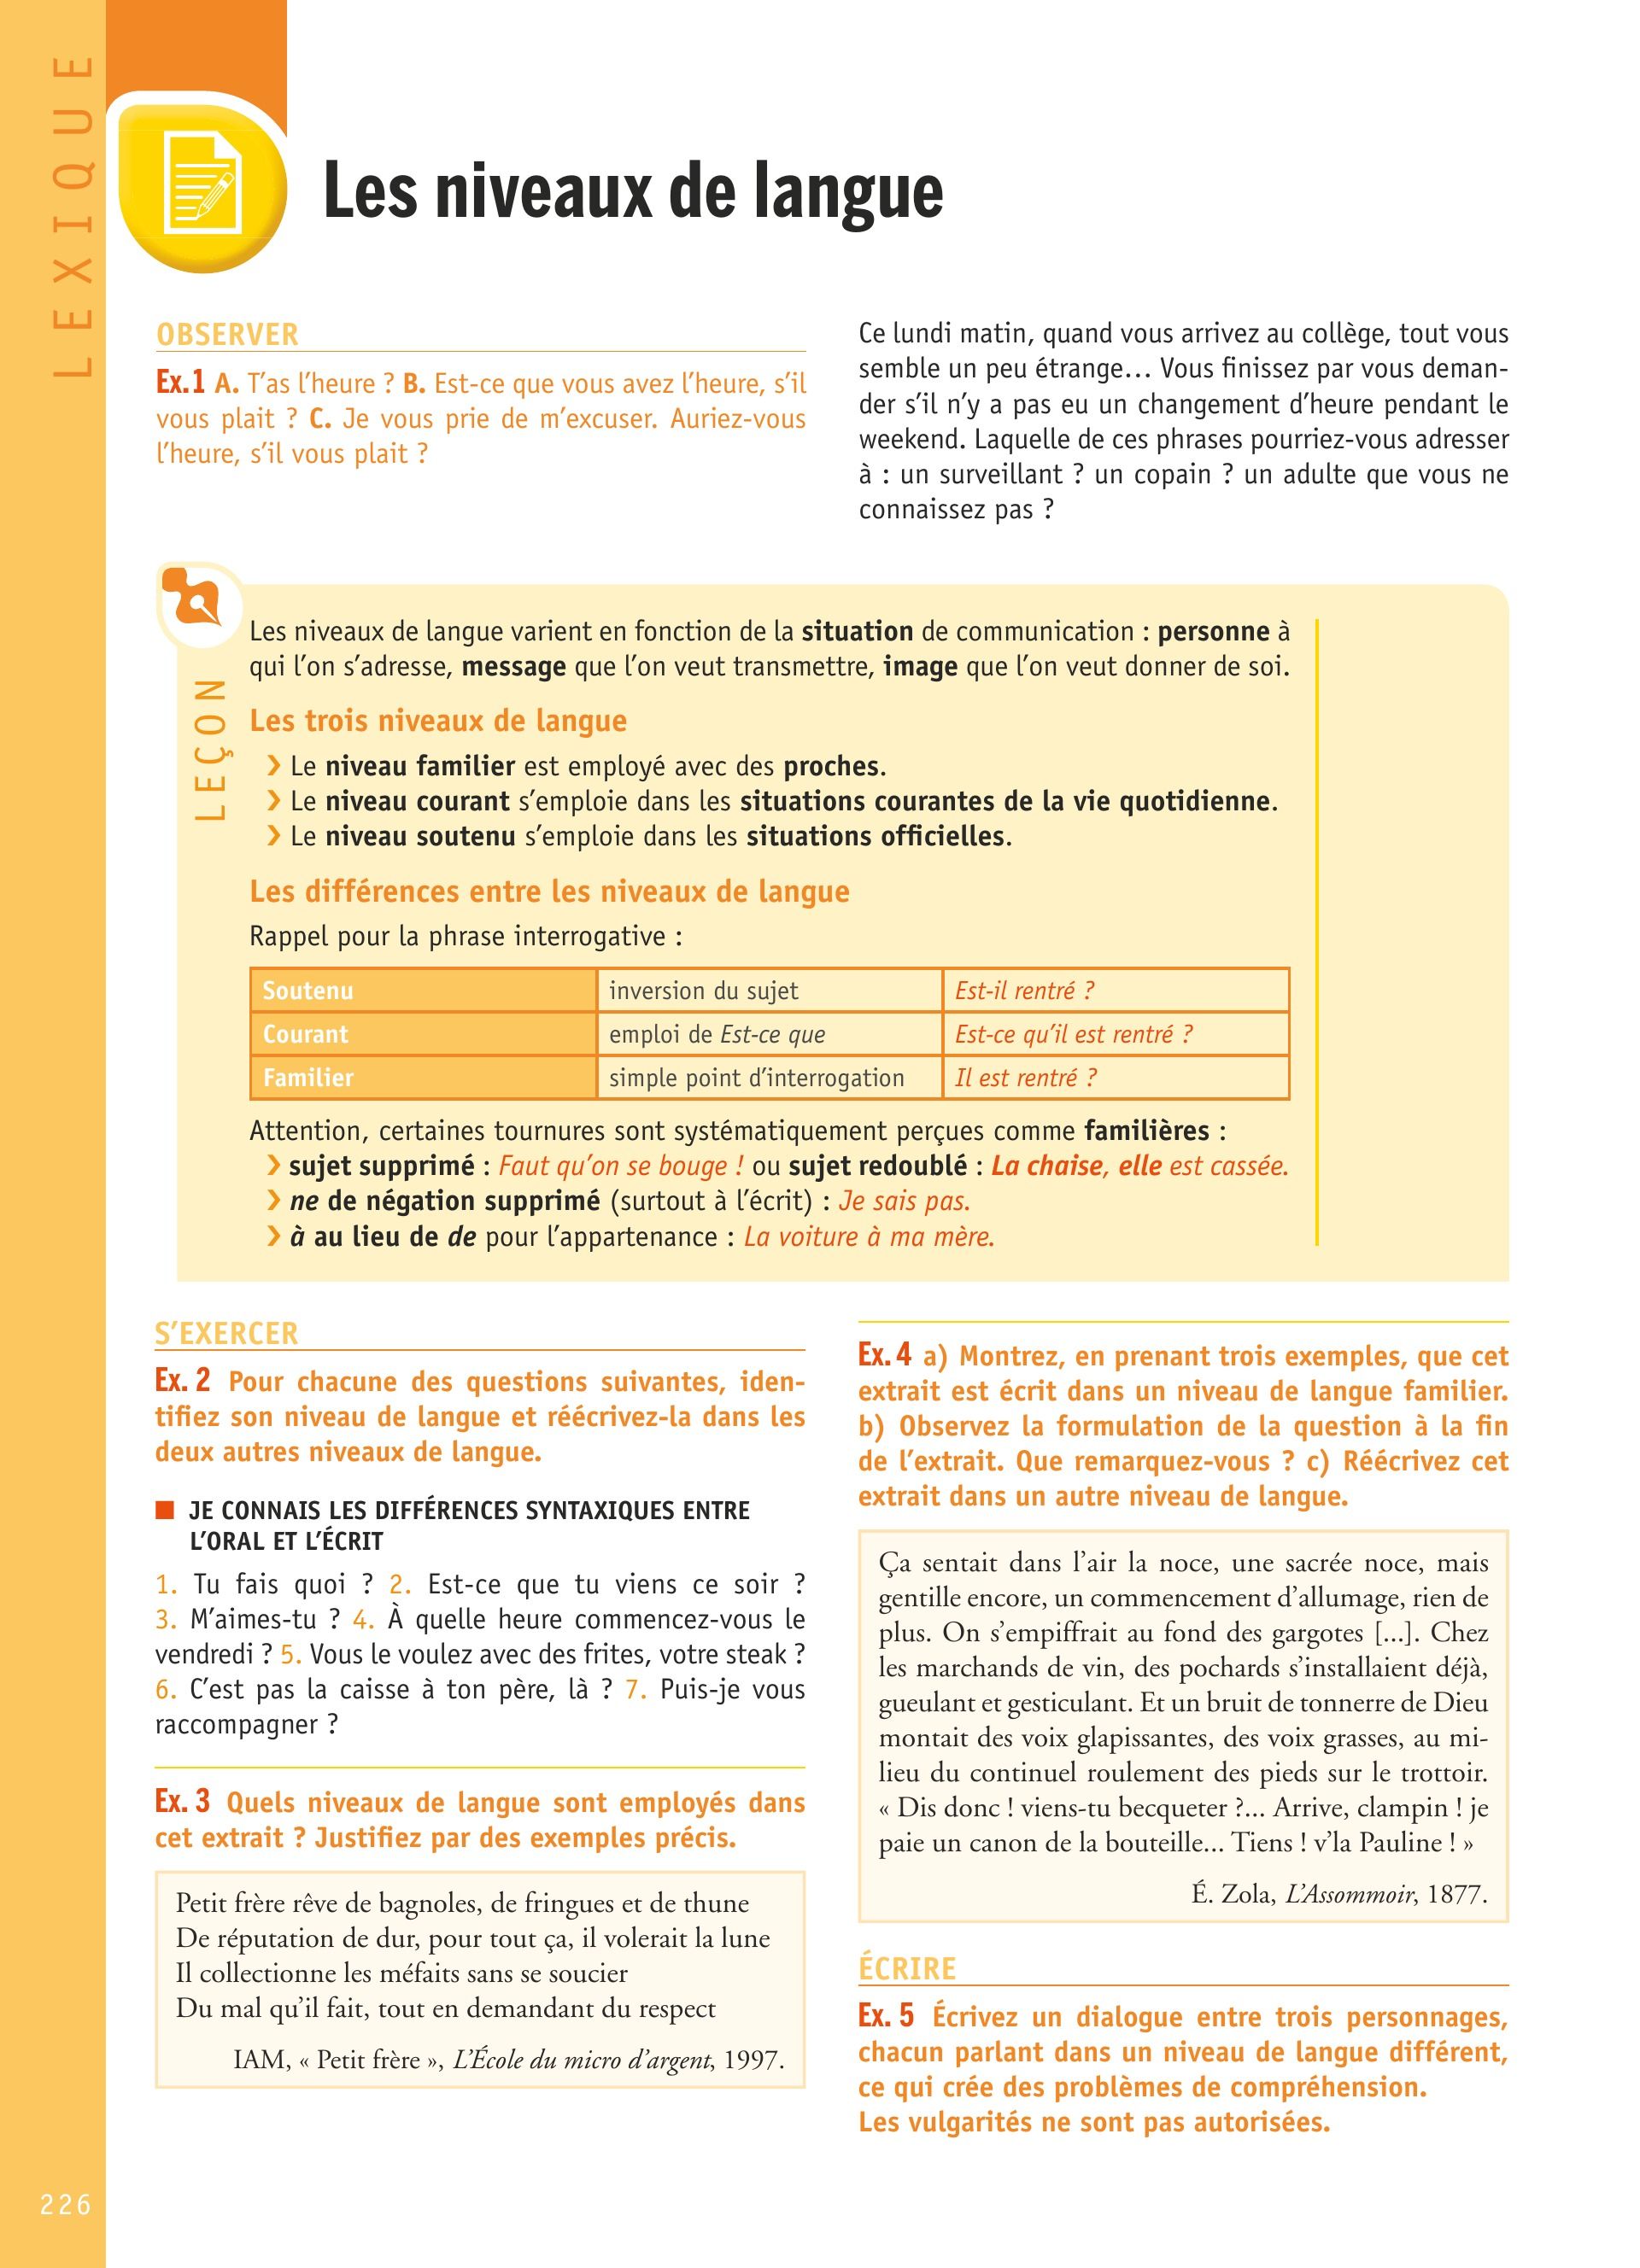 LEXIQUE
Les niveaux de langue
OBSERVER
Ex.1 A. T’as l’heure ? B. Est-ce que vous avez l’heure, s’il
vous plait ? C. Je vous prie de m’excuser. Auriez-vous
l’heure, s’il vous plait ?
Ce lundi matin, quand vous arrivez au collège, tout vous
semble un peu étrange… Vous finissez par vous deman-
der s’il n’y a pas eu un changement d’heure pendant le
weekend. Laquelle de ces phrases pourriez-vous adresser
à : un surveillant ? un copain ? un adulte que vous ne
connaissez pas ?
LEÇON
Les niveaux de langue varient en fonction de la situation de communication : personne à
qui l’on s’adresse, message que l’on veut transmettre, image que l’on veut donner de soi.
Les trois niveaux de langue
❯ Le niveau familier est employé avec des proches.
❯ Le niveau courant s’emploie dans les situations courantes de la vie quotidienne.
❯ Le niveau soutenu s’emploie dans les situations officielles.
Les différences entre les niveaux de langue
Rappel pour la phrase interrogative :
Soutenu inversion du sujet Est-il rentré ?
Courant emploi de Est-ce que Est-ce qu’il est rentré ?
Familier simple point d’interrogation Il est rentré ?
Attention, certaines tournures sont systématiquement perçues comme familières :
❯ sujet supprimé : Faut qu’on se bouge ! ou sujet redoublé : La chaise, elle est cassée.
❯ ne de négation supprimé (surtout à l’écrit) : Je sais pas.
❯ à au lieu de de pour l’appartenance : La voiture à ma mère.
S’EXERCER
Ex. 2 Pour chacune des questions suivantes, iden-
tifiez son niveau de langue et réécrivez-la dans les
deux autres niveaux de langue.
■ JE CONNAIS LES DIFFÉRENCES SYNTAXIQUES ENTRE
L’ORAL ET L’ÉCRIT
1. Tu fais quoi ? 2. Est-ce que tu viens ce soir ?
3. M’aimes-tu ? 4. À quelle heure commencez-vous le
vendredi ? 5. Vous le voulez avec des frites, votre steak ?
6. C’est pas la caisse à ton père, là ? 7. Puis-je vous
raccompagner ?
Ex. 3 Quels niveaux de langue sont employés dans
cet extrait ? Justifiez par des exemples précis.
Petit frère rêve de bagnoles, de fringues et de thune
De réputation de dur, pour tout ça, il volerait la lune
Il collectionne les méfaits sans se soucier
Du mal qu’il fait, tout en demandant du respect
IAM, « Petit frère », L’École du micro d’argent, 1997.
Ex. 4 a) Montrez, en prenant trois exemples, que cet
extrait est écrit dans un niveau de langue familier.
b) Observez la formulation de la question à la fin
de l’extrait. Que remarquez-vous ? c) Réécrivez cet
extrait dans un autre niveau de langue.
Ça sentait dans l’air la noce, une sacrée noce, mais
gentille encore, un commencement d’allumage, rien de
plus. On s’empiffrait au fond des gargotes [...]. Chez
les marchands de vin, des pochards s’installaient déjà,
gueulant et gesticulant. Et un bruit de tonnerre de Dieu
montait des voix glapissantes, des voix grasses, au mi-
lieu du continuel roulement des pieds sur le trottoir.
« Dis donc ! viens-tu becqueter ?... Arrive, clampin ! je
paie un canon de la bouteille... Tiens ! v’la Pauline ! »
É. Zola, L’Assommoir, 1877.
ÉCRIRE
Ex. 5 Écrivez un dialogue entre trois personnages,
chacun parlant dans un niveau de langue différent,
ce qui crée des problèmes de compréhension.
Les vulgarités ne sont pas autorisées.
226